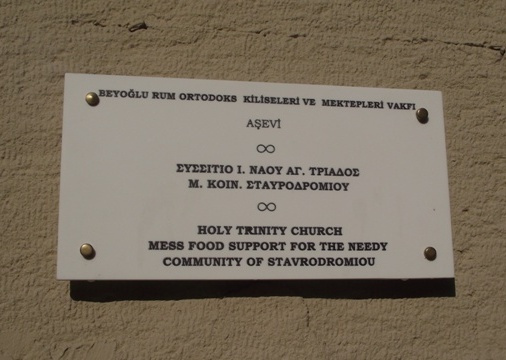 BEYOĞLU RUM ORTODOKS KİLİSELERİ VE MEKTEPLERİ VAKFI
AŞEVİ
ΣΥΣΣΙΤΙΟ Ι. ΝΑΟΥ ΑΓ. ΤΡΙΑΔΟΣ
Μ. ΚΟΙΝ. ΣΤΑΥΡΟΔΡΟΜΙΟΥ
HOLY TRINITY CHURCH
MESS FOOD SUPPORT FOR THE NEEDY
COMMUNITY OF STAVRODROMIOU